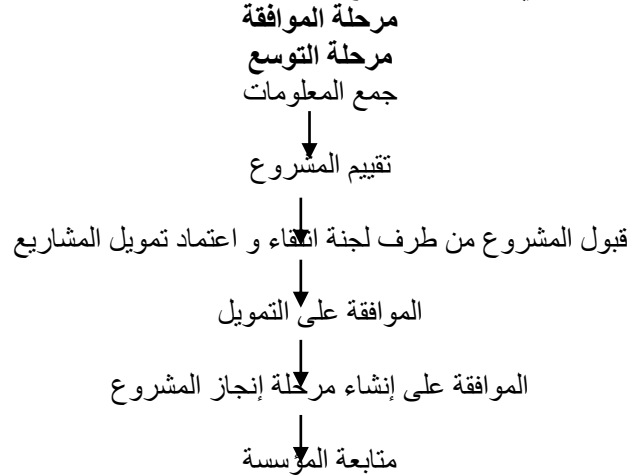 مرحلة الموافقة
مرحلة التوسع
جمع المعلومات
تقييم المشروع
قبول المشروع من طرف لجنة انتقاء و اعتماد تمويل المشاريع
الموافقة على التمويل
الموافقة على إنشاء مرحلة إنجاز المشروع
متابعة المؤسسة